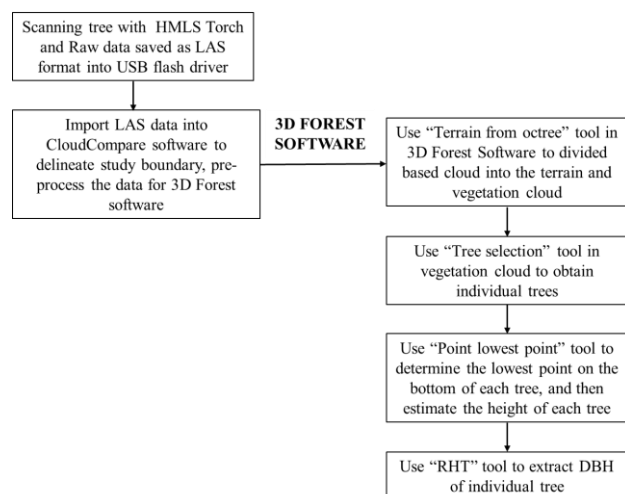 Scanning tree with HMLS Torch
and Raw data saved as LAS
format into USB flash driver
Import LAS data into
CloudCompare software to
delineate study boundary, pre-
process the data for 3D Forest
software
3D FOREST
SOFTWARE
Use “Terrain from octree” tool in
3D Forest Software to divided
based cloud into the terrain and
vegetation cloud
Use “Tree selection” tool in
vegetation cloud to obtain
individual trees
Use “Point lowest point” tool to
determine the lowest point on the
bottom of each tree, and then
estimate the height of each tree
Use “RHT” tool to extract DBH
of individual tree